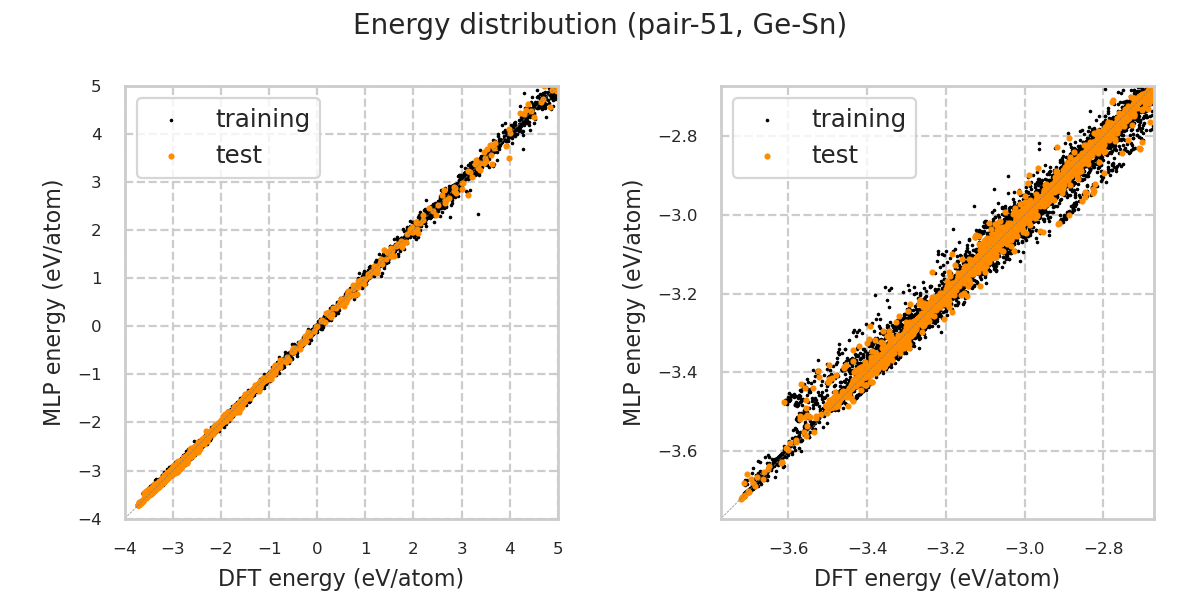 Energy distribution (pair-51, Ge-Sn)
training
test
5
4
3
2
1
0
−1
−2
−3
−4
MLP energy (eV/atom)
−4 −3 −2 −1 0 1 2 3 4 5
DFT energy (eV/atom)
training
test
−2.8
−3.0
−3.2
−3.4
−3.6
MLP energy (eV/atom)
−3.6 −3.4 −3.2 −3.0 −2.8
DFT energy (eV/atom)